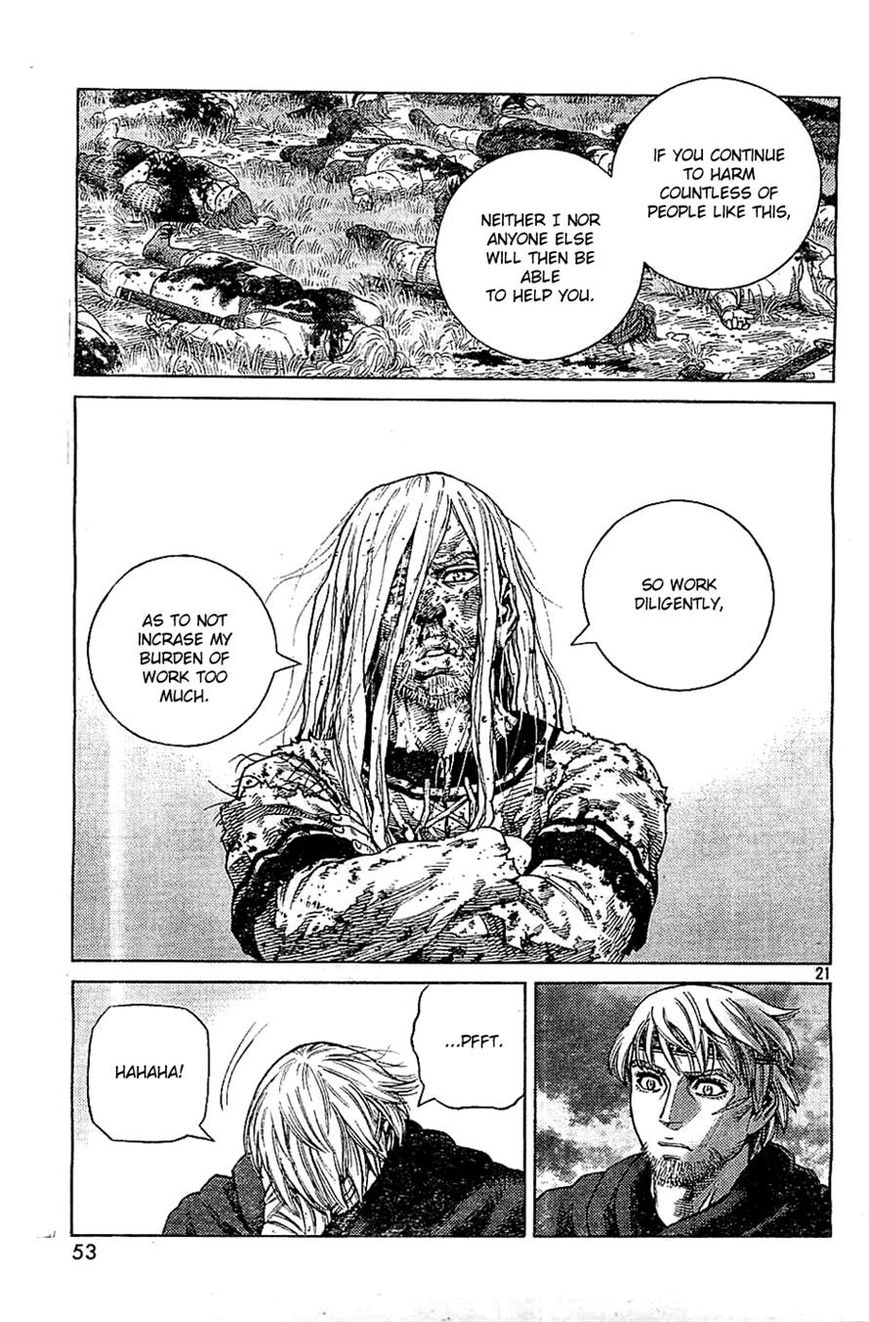 IF YOU CONTINUE
TO HARM
COUNTLESS OF
PEOPLE LIKE THIS,
NEITHER I NOR
ANYONE ELSE
WILL THEN BE
ABLE
TO HELP YOU.
SO WORK
DILIGENTLY,
AS TO NOT
INCRASE MY
BURDEN OF
WORK TOO
MUCH.
21
...PFFT.
HAHAHA!
53